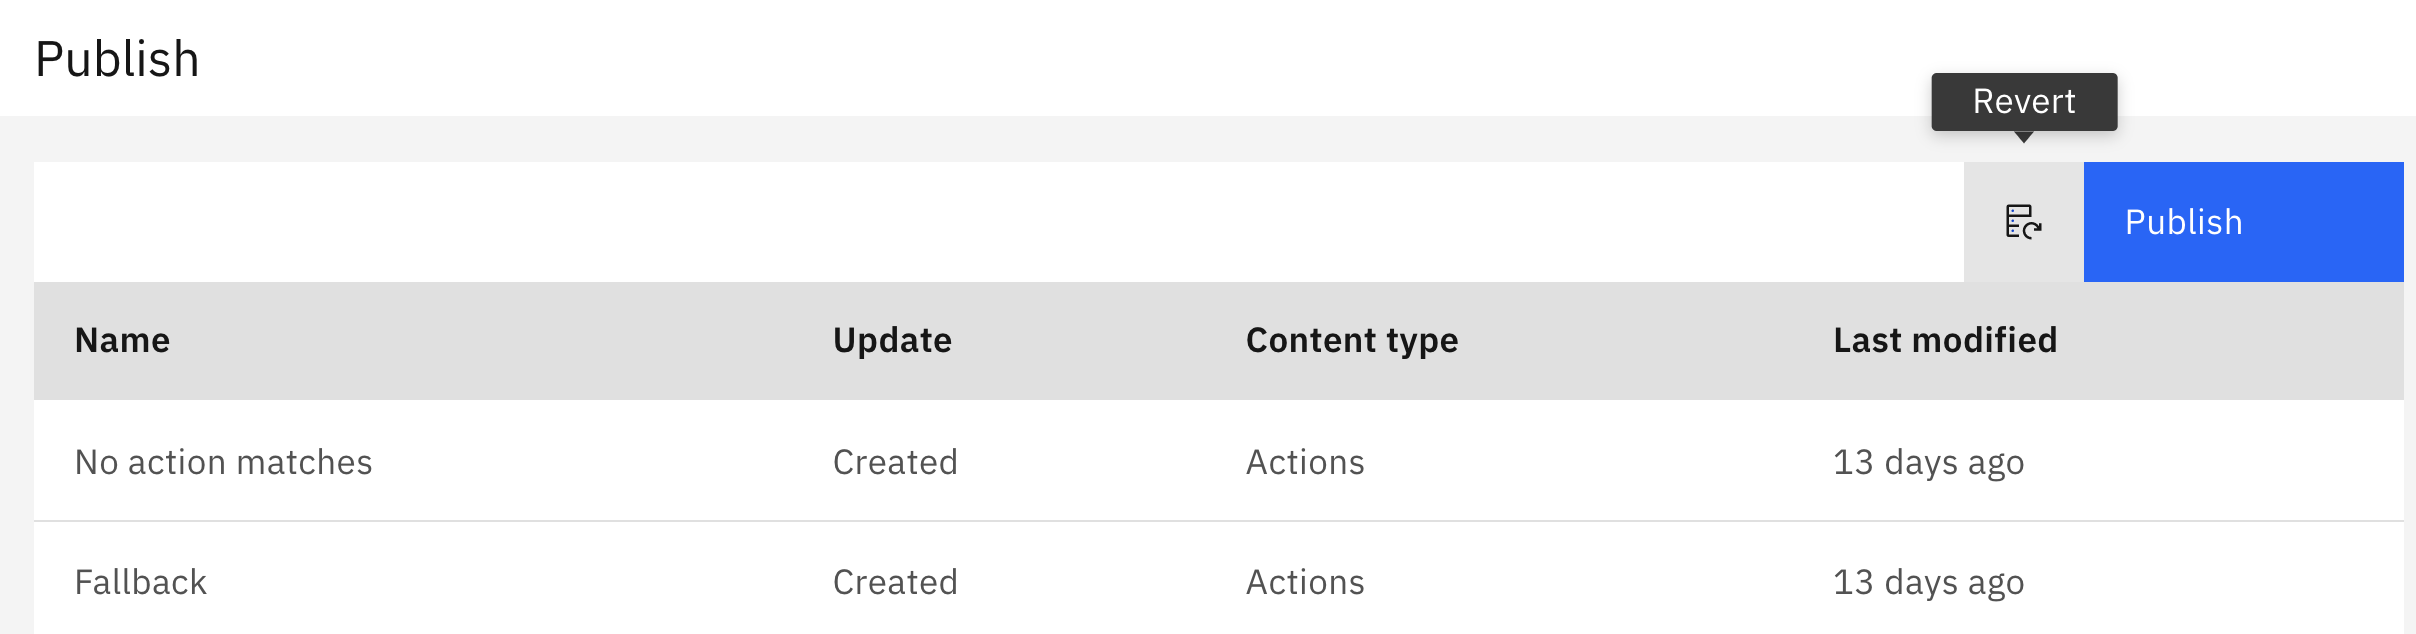 Publish
Revert
Publish
Name Update Content type Last modified
No action matches Created Actions 13 days ago
Fallback Created Actions 13 days ago